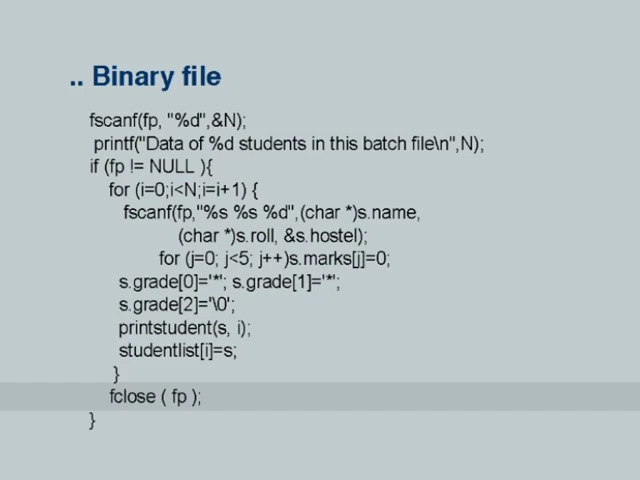 .. Binary file
fscanf(fp, "%d",&N);
printf("Data of %d students in this batch file\n",N);
if (fp != NULL ){
for (i=0;i<N;i=i+1) {
fscanf(fp,"%s %s %d",(char *)s.name,
(char *)s.roll, &s.hostel);
for (j=0; j<5; j++)s.marks[j]=0;
s.grade[0]='*'; s.grade[1]='*';
s.grade[2]='\0';
printstudent(s, i);
studentlist[i]=s;
}
fclose ( fp );
}